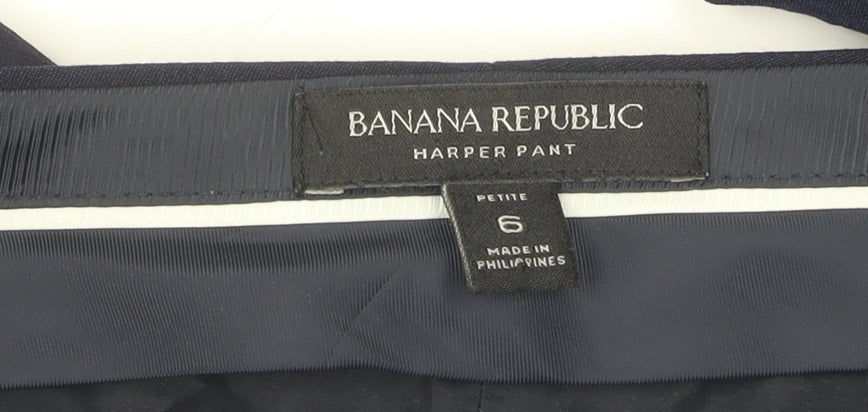 BANANA REPUBLIC
HARPER PANT
PETITE
6
MADE IN
PHILIPPINES